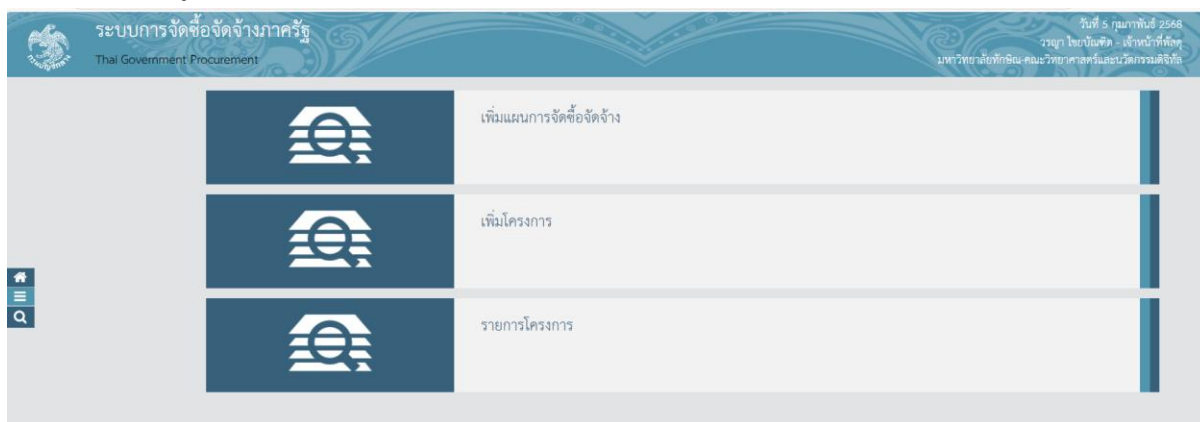 ระบบการจัดซื้อจัดจ้างภาครัฐ
Thai Government Procurement
วันที่ 5 กุมภาพันธ์ 2568
วรญา ไชยบัณฑิต - เจ้าหน้าที่พัสดุ
มหาวิทยาลัยทักษิณ-คณะวิทยาศาสตร์และนวัตกรรมดิจิทัล
เพิ่มแผนการจัดซื้อจัดจ้าง
เพิ่มโครงการ
รายการโครงการ